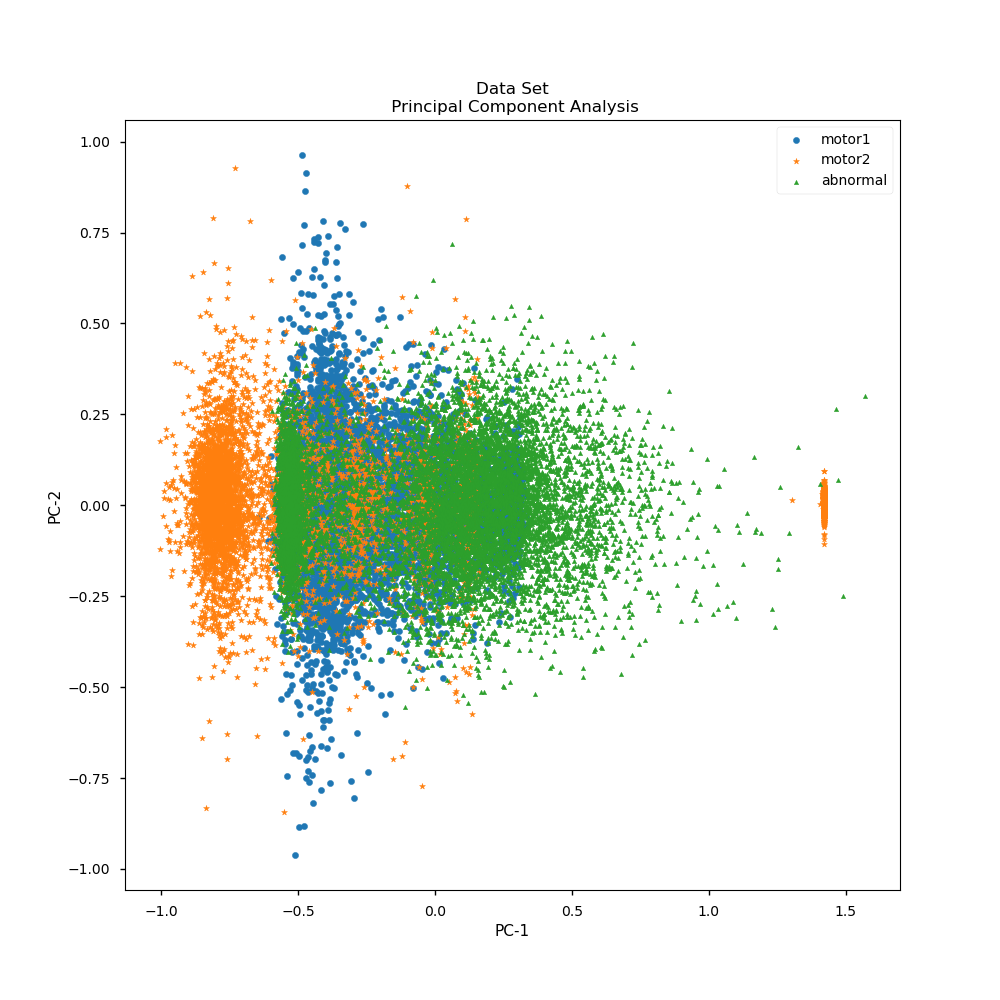 Data Set
Principal Component Analysis
motor1
motor2
abnormal
1.00
0.75
0.50
0.25
0.00
−0.25
−0.50
−0.75
−1.00
PC-2
−1.0
−0.5
0.0
0.5
1.0
1.5
PC-1